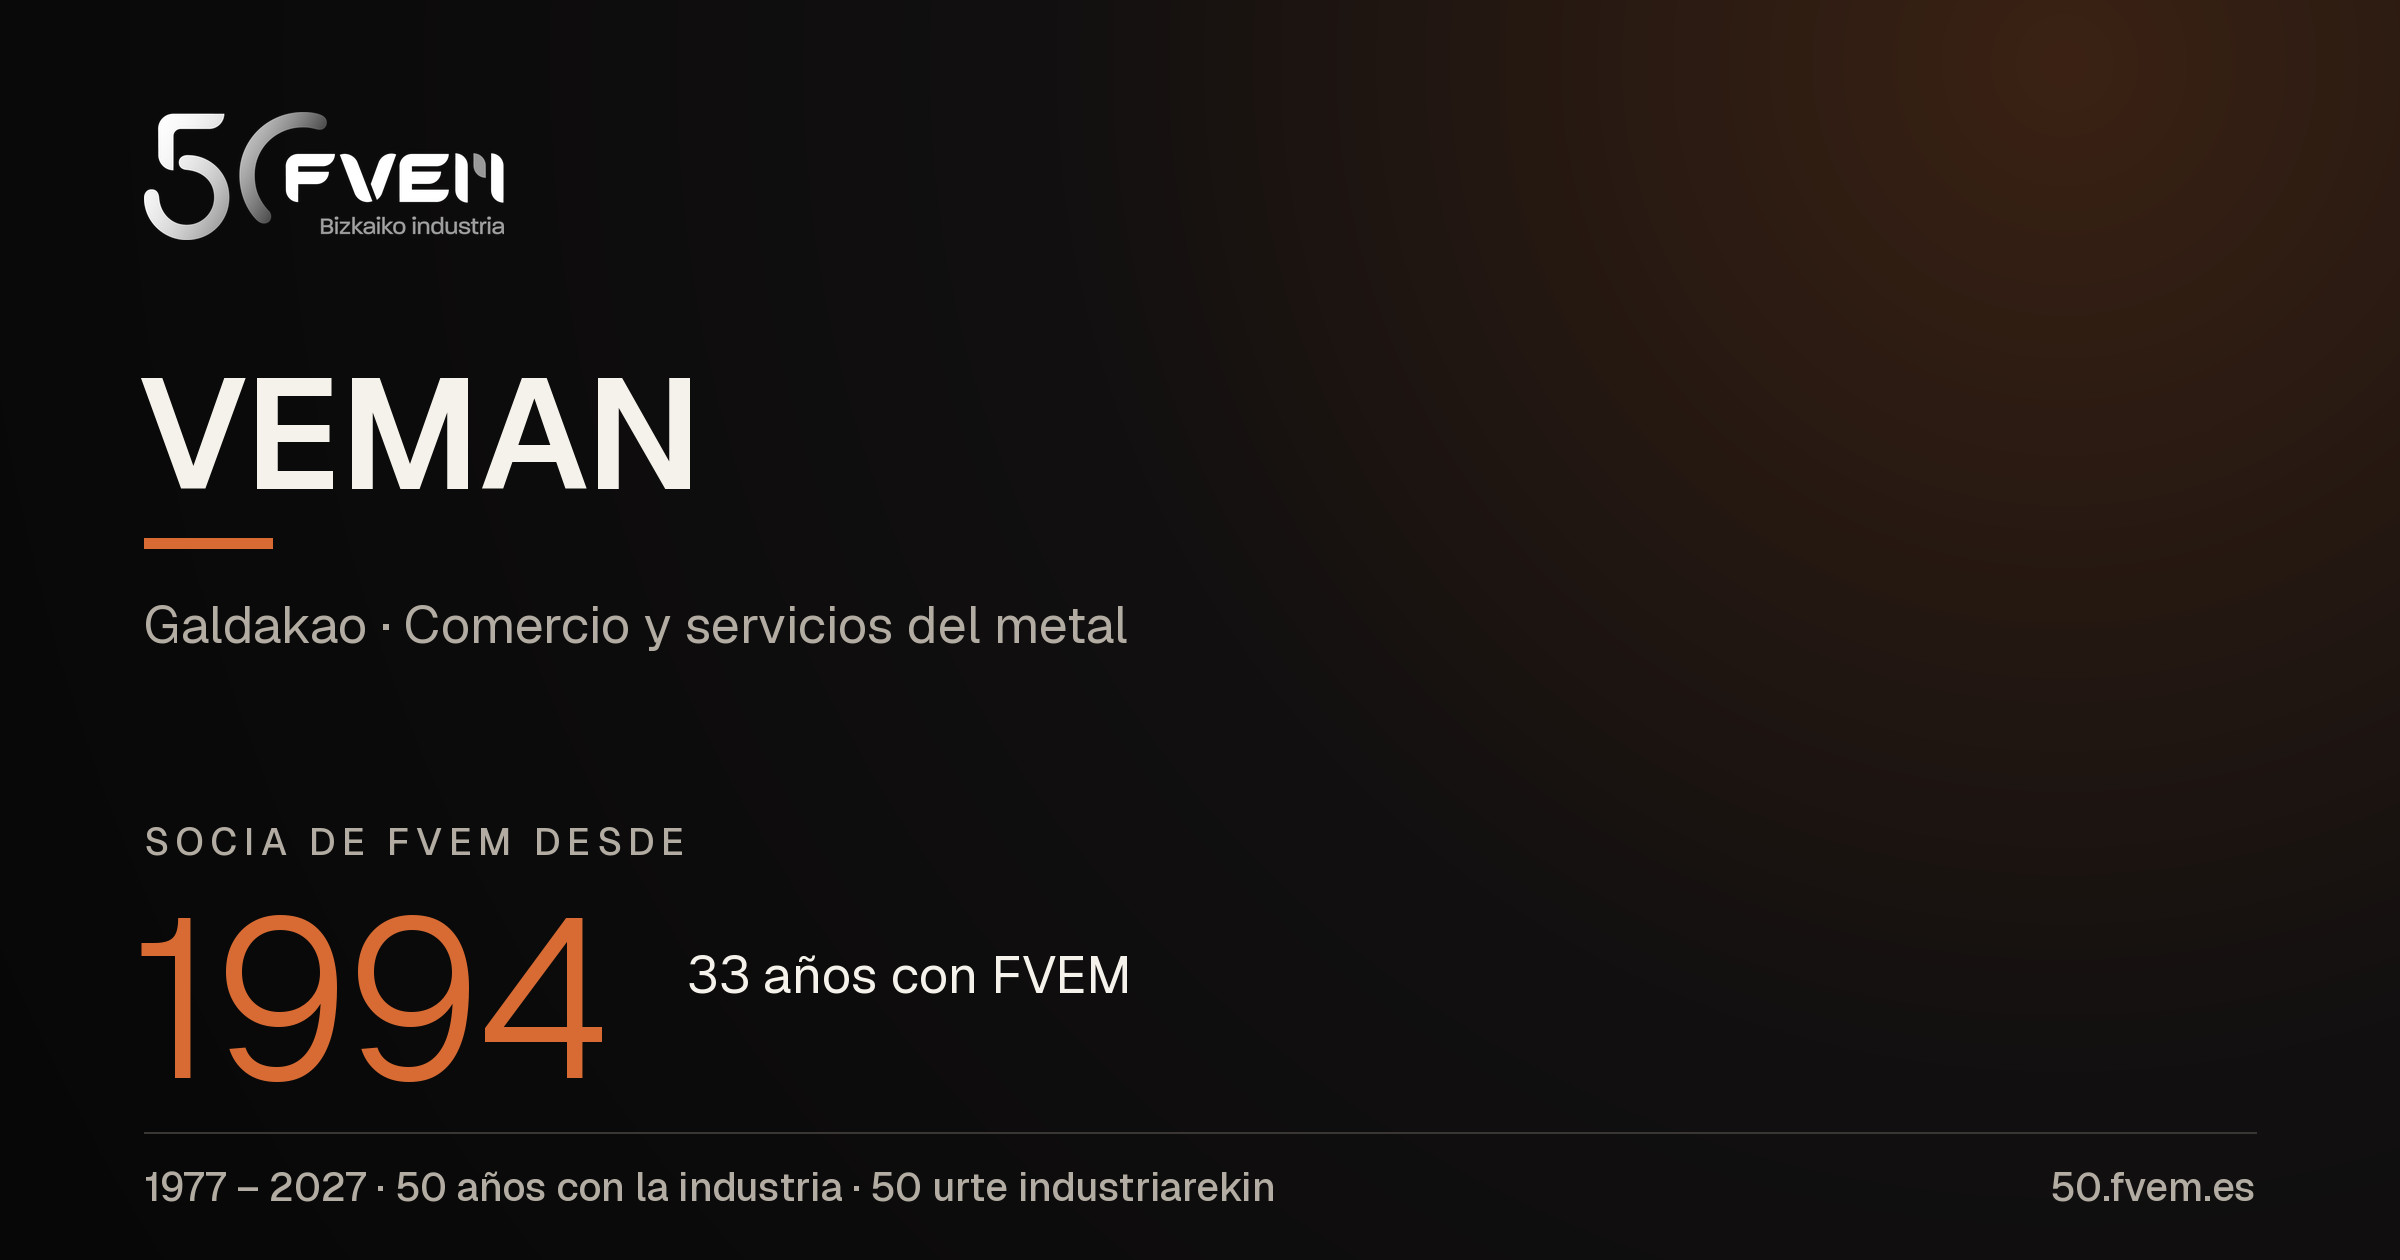 50 FVEM
Bizkaiko industria
VEMAN
Galdakao · Comercio y servicios del metal
SOCIA DE FVEM DESDE
1994
33 años con FVEM
1977 – 2027 · 50 años con la industria · 50 urte industriarekin
50.fvem.es